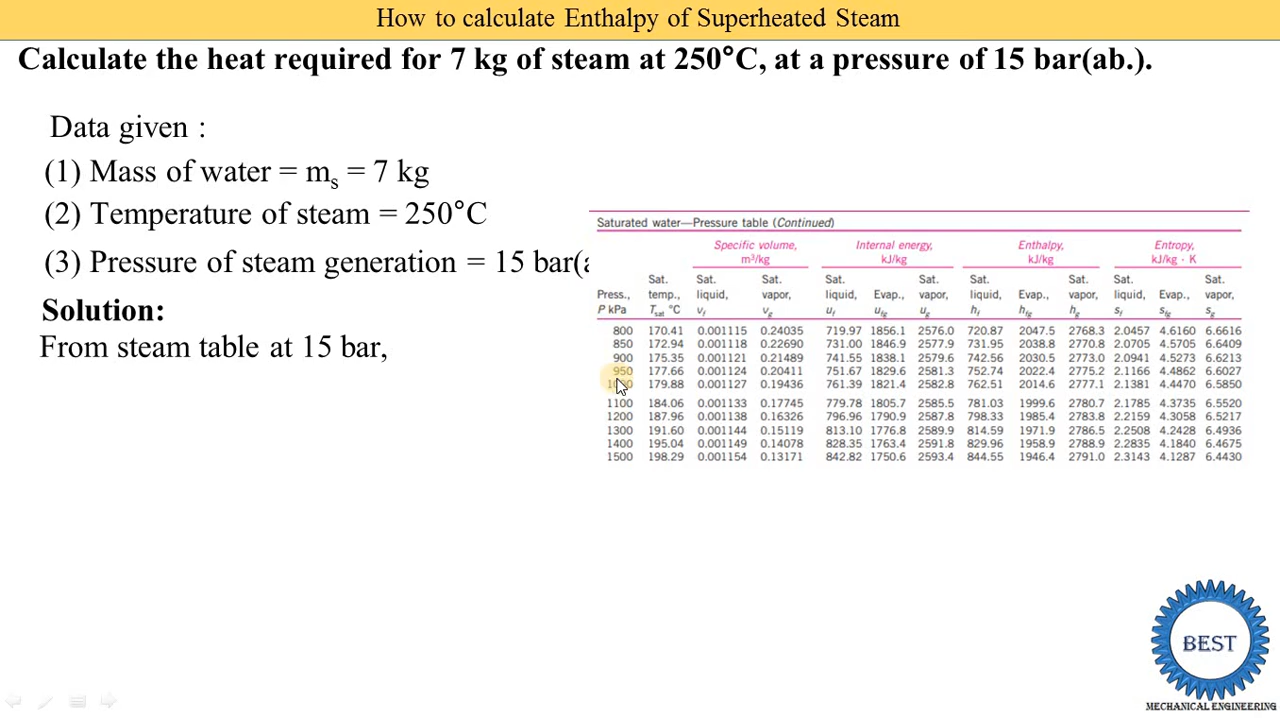 How to calculate Enthalpy of Superheated Steam
Calculate the heat required for 7 kg of steam at 250°C, at a pressure of 15 bar(ab.).
Data given :
(1) Mass of water = ms = 7 kg
(2) Temperature of steam = 250°C
(3) Pressure of steam generation = 15 bar(
Solution:
From steam table at 15 bar,
Saturated water—Pressure table (Continued)
Specific volume, Internal energy, Enthalpy, Entropy,
m³/kg kJ/kg kJ/kg kJ/kg · K
Sat. Sat. Sat. Sat. Sat. Sat. Sat. Sat. Sat.
Press., temp., liquid, vapor, liquid, Evap., vapor, liquid, Evap., vapor, liquid, Evap., vapor,
P kPa Tsat °C vf vg uf ufg ug hf hfg hg sf sfg sg
800 170.41 0.001115 0.24035 719.97 1856.1 2576.0 720.87 2047.5 2768.3 2.0457 4.6160 6.6616
850 172.94 0.001118 0.22690 731.00 1846.9 2577.9 731.95 2038.8 2770.8 2.0705 4.5705 6.6409
900 175.35 0.001121 0.21489 741.55 1838.1 2579.6 742.56 2030.5 2773.0 2.0941 4.5273 6.6213
950 177.66 0.001124 0.20411 751.67 1829.6 2581.3 752.74 2022.4 2775.2 2.1166 4.4862 6.6027
179.88 0.001127 0.19436 761.39 1821.4 2582.8 762.51 2014.6 2777.1 2.1381 4.4470 6.5850
1100 184.06 0.001133 0.17745 779.78 1805.7 2585.5 781.03 1999.6 2780.7 2.1785 4.3735 6.5520
1200 187.96 0.001138 0.16326 796.96 1790.9 2587.8 798.33 1985.4 2783.8 2.2159 4.3058 6.5217
1300 191.60 0.001144 0.15119 813.10 1776.8 2589.9 814.59 1971.9 2786.5 2.2508 4.2428 6.4936
1400 195.04 0.001149 0.14078 828.35 1763.4 2591.8 829.96 1958.9 2788.9 2.2835 4.1840 6.4675
1500 198.29 0.001154 0.13171 842.82 1750.6 2593.4 844.55 1946.4 2791.0 2.3143 4.1287 6.4430
BEST
MECHANICAL ENGINEERING